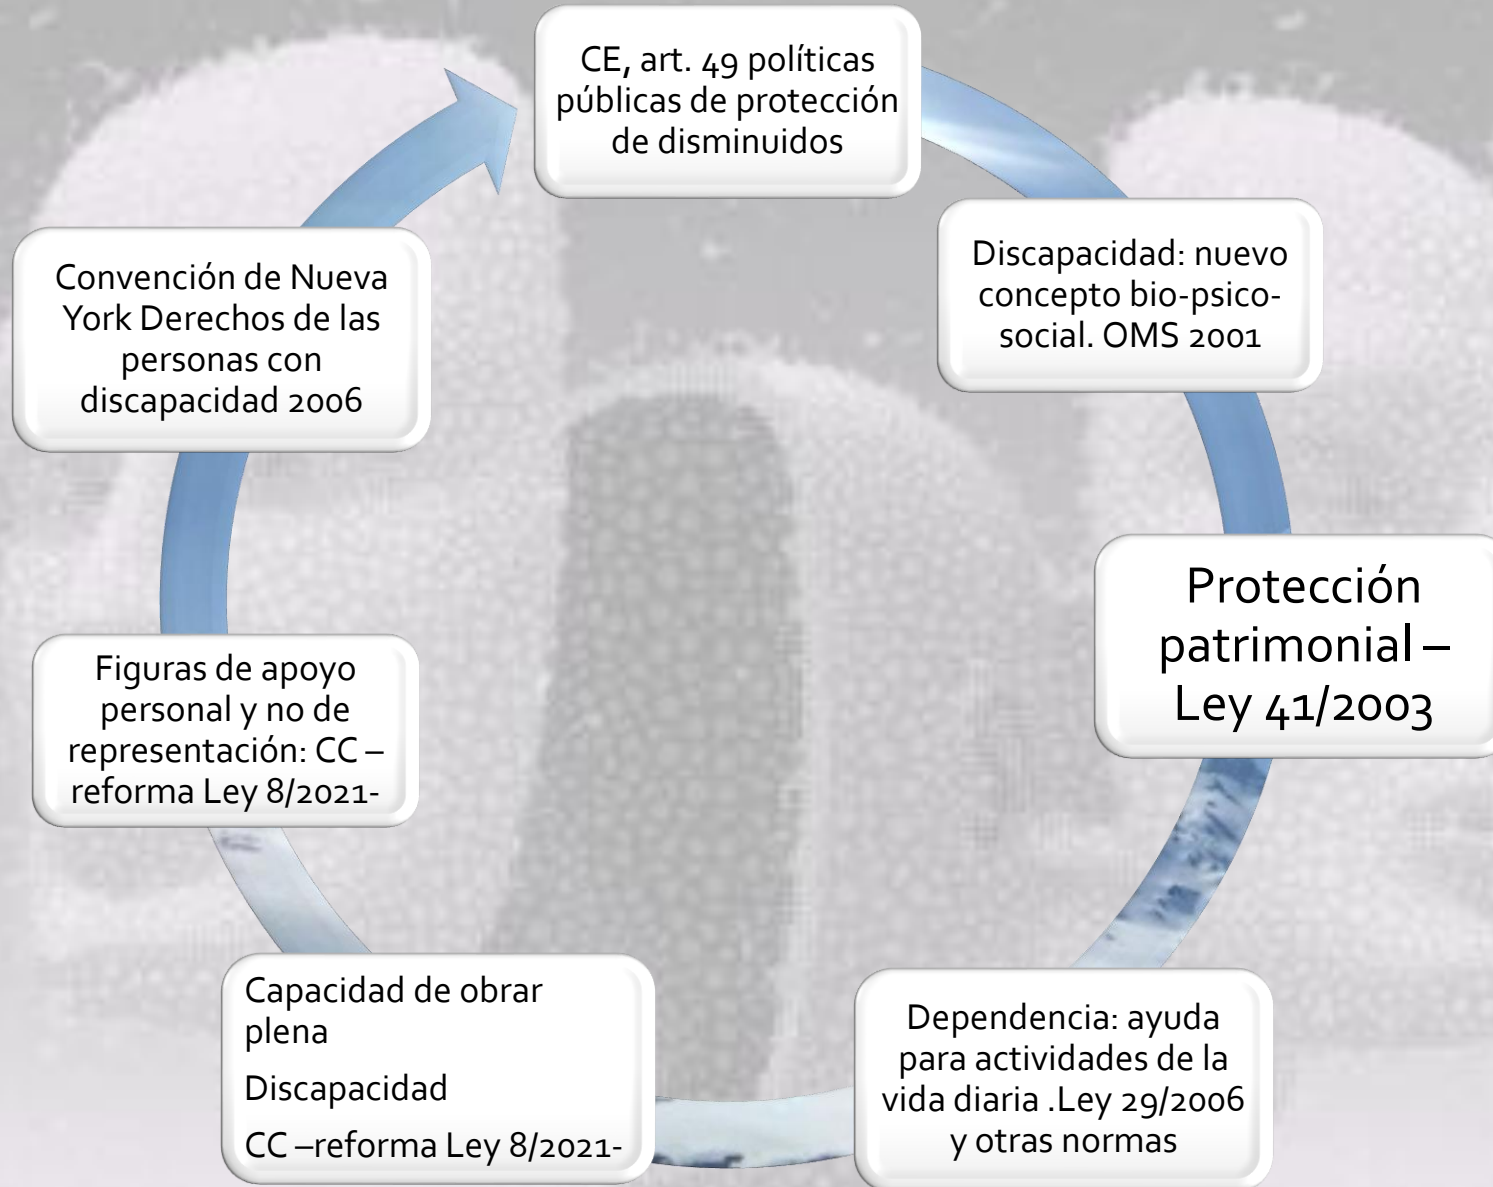 CE, art. 49 políticas
públicas de protección
de disminuidos
Discapacidad: nuevo
concepto bio-psico-
social. OMS 2001
Protección
patrimonial –
Ley 41/2003
Dependencia: ayuda
para actividades de la
vida diaria .Ley 29/2006
y otras normas
Capacidad de obrar
plena
Discapacidad
CC –reforma Ley 8/2021-
Figuras de apoyo
personal y no de
representación: CC –
reforma Ley 8/2021-
Convención de Nueva
York Derechos de las
personas con
discapacidad 2006